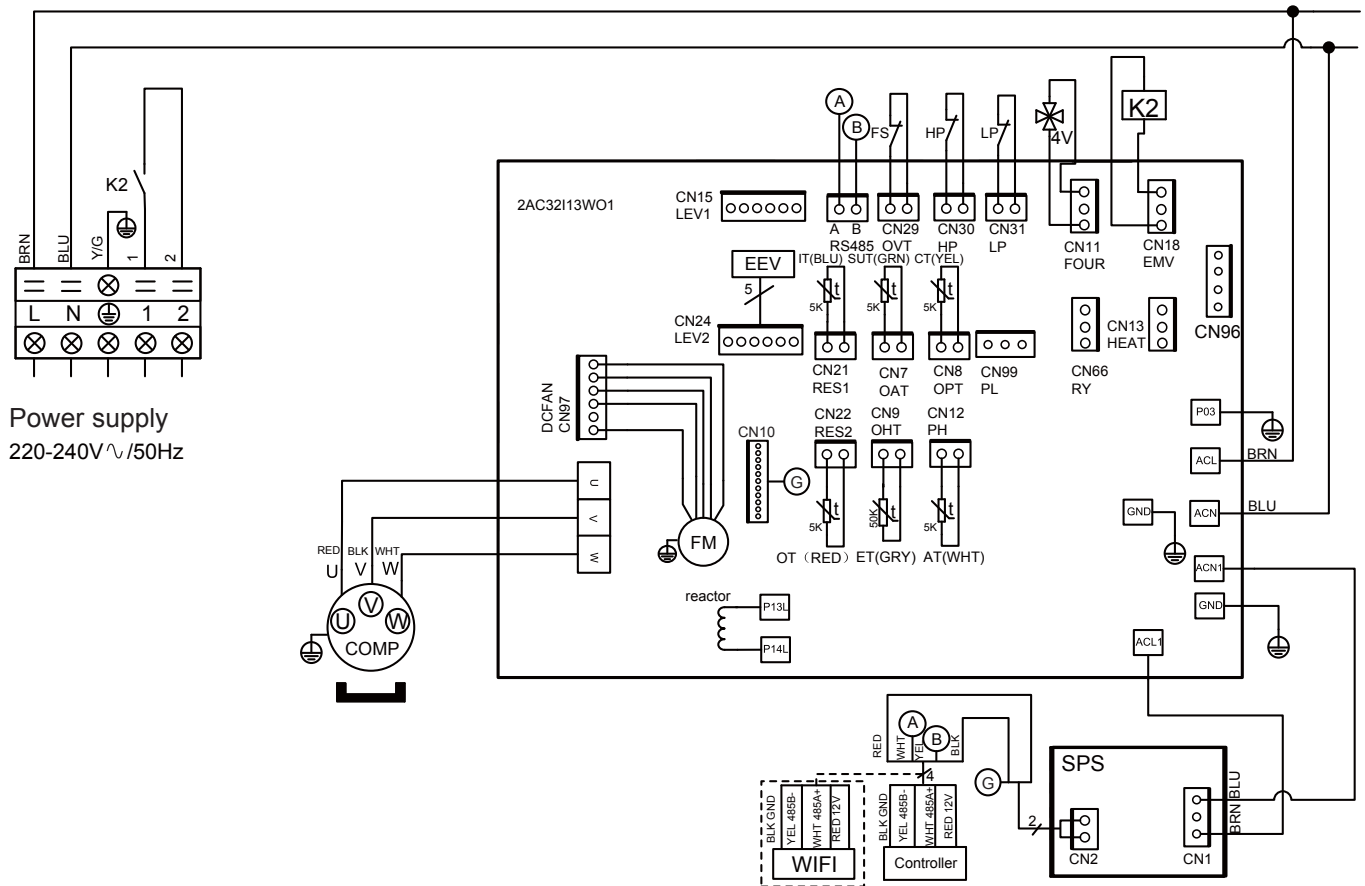 A
B
FS
HP
LP
4V
K2
K2
2AC32I13WO1
CN15
LEV1
A B
RS485
CN29
OVT
CN30
HP
CN31
LP
CN11
FOUR
CN18
EMV
BRN
BLU
Y/G
1
2
L N 1 2
Power supply
220-240V∿/50Hz
EEV
5
CN24
LEV2
IT(BLU) SUT(GRN) CT(YEL)
t
5K
t
5K
t
5K
CN21
RES1
CN7
OAT
CN8
OPT
CN99
PL
CN66
RY
CN13
HEAT
CN96
DCFAN
CN97
CN10
G
CN22
RES2
CN9
OHT
CN12
PH
t
5K
t
50K
t
5K
OT（RED） ET(GRY) AT(WHT)
P03
ACL
BRN
GND
ACN
BLU
ACN1
GND
ACL1
U
V
W
FM
RED
BLK
WHT
U V W
U
V
W
COMP
reactor
P13L
P14L
RED
WHT
YEL
BLK
A
B
G
4
2
BLK GND
YEL 485B-
WHT 485A+
RED 12V
WIFI
BLK GND
YEL 485B-
WHT 485A+
RED 12V
Controller
SPS
CN2
CN1
BLU
BRN